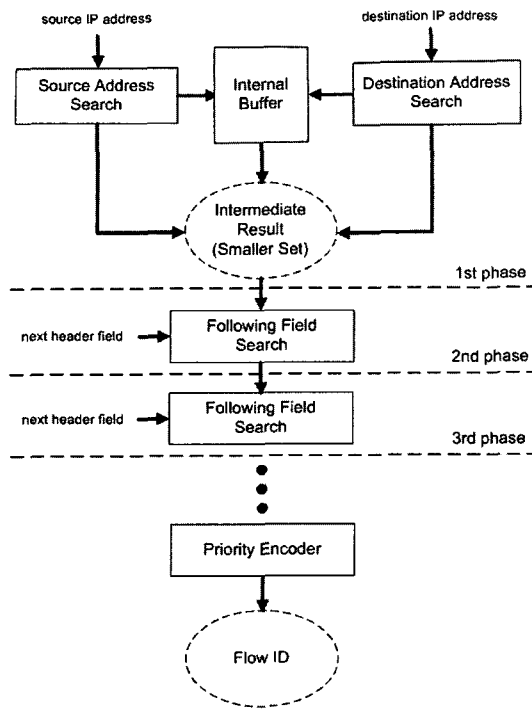 source IP address
destination IP address
Source Address
Search
Internal
Buffer
Destination Address
Search
Intermediate
Result
(Smaller Set)
1st phase
next header field
Following Field
Search
2nd phase
next header field
Following Field
Search
3rd phase
Priority Encoder
Flow ID